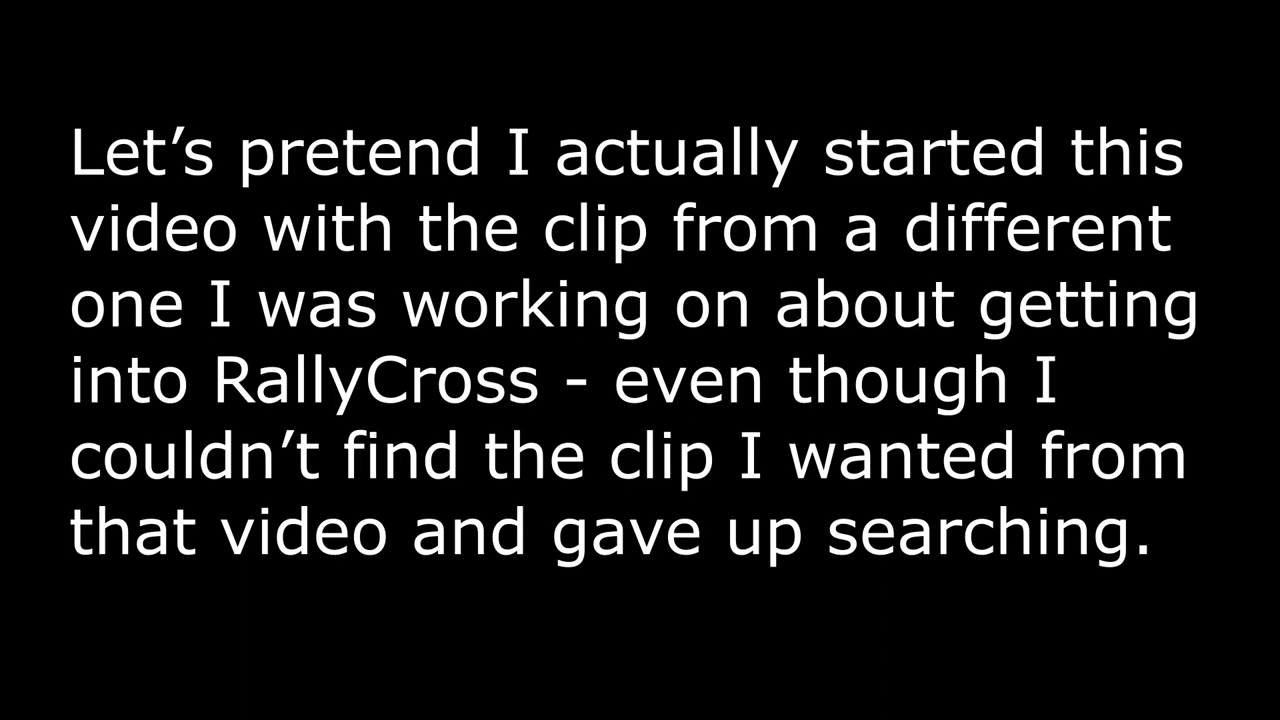 Let’s pretend I actually started this
video with the clip from a different
one I was working on about getting
into RallyCross - even though I
couldn’t find the clip I wanted from
that video and gave up searching.